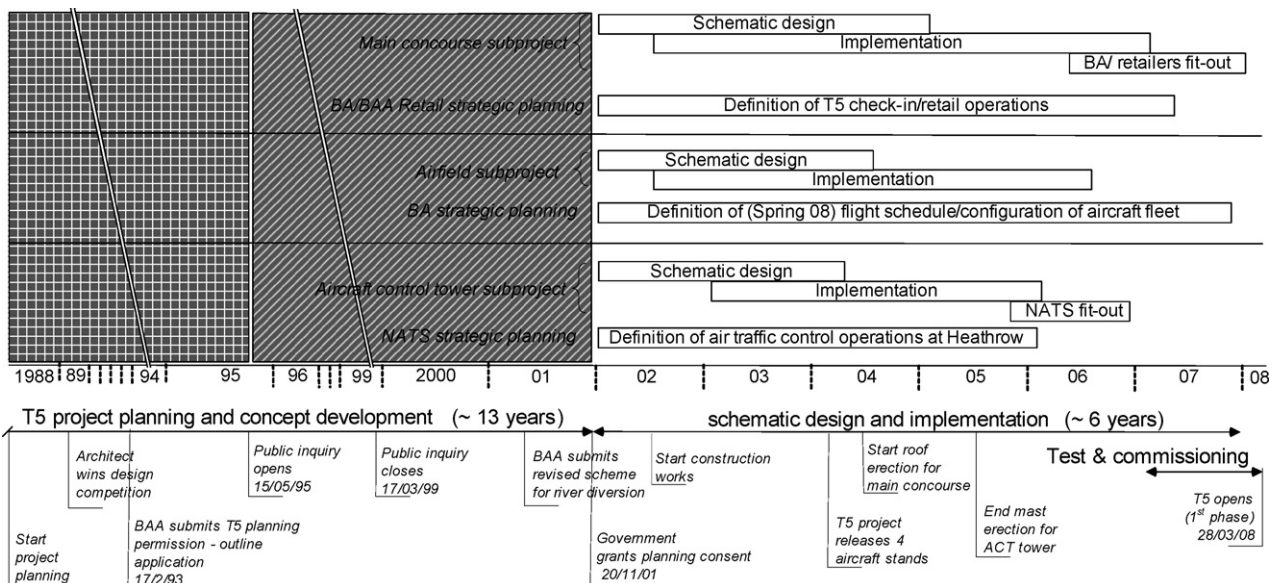 Schematic design
Main concourse subproject
Implementation
BA/ retailers fit-out
BA/BAA Retail strategic planning
Definition of T5 check-in/retail operations
Schematic design
Airfield subproject
Implementation
BA strategic planning
Definition of (Spring 08) flight schedule/configuration of aircraft fleet
Schematic design
Aircraft control tower subproject
Implementation
NATS fit-out
NATS strategic planning
Definition of air traffic control operations at Heathrow
1988 89 94 95 96 99 2000 01 02 03 04 05 06 07 08
T5 project planning and concept development (~ 13 years)
schematic design and implementation (~ 6 years)
Test & commissioning
Start
project
planning
Architect
wins design
competition
BAA submits T5 planning
permission - outline
application
17/2/93
Public inquiry
opens
15/05/95
Public inquiry
closes
17/03/99
BAA submits
revised scheme
for river diversion
Government
grants planning consent
20/11/01
Start construction
works
T5 project
releases 4
aircraft stands
Start roof
erection for
main concourse
End mast
erection for
ACT tower
T5 opens
(1st phase)
28/03/08